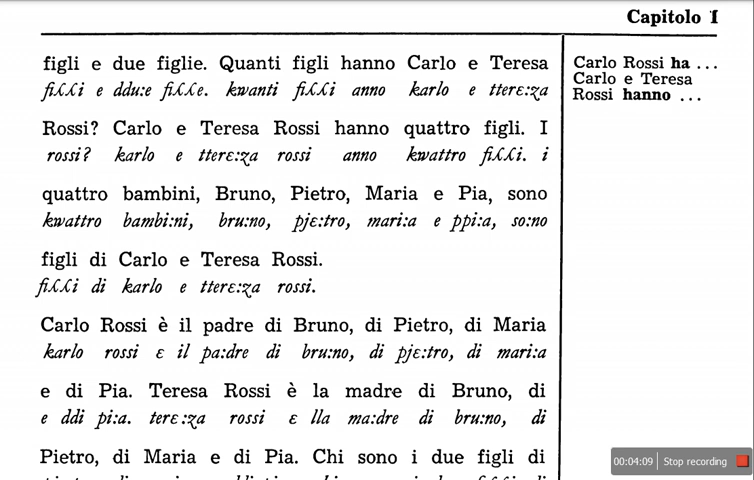 Capitolo I
figli e due figlie. Quanti figli hanno Carlo e Teresa
fiʎʎi e ddu:e fiʎʎe. kwanti fiʎʎi anno karlo e tterɛ:ʒa
Rossi? Carlo e Teresa Rossi hanno quattro figli. I
rossi? karlo e tterɛ:ʒa rossi anno kwattro fiʎʎi. i
quattro bambini, Bruno, Pietro, Maria e Pia, sono
kwattro bambi:ni, bru:no, pjɛ:tro, mari:a e ppi:a, so:no
figli di Carlo e Teresa Rossi.
fiʎʎi di karlo e tterɛ:ʒa rossi.
Carlo Rossi è il padre di Bruno, di Pietro, di Maria
karlo rossi ɛ il pa:dre di bru:no, di pjɛ:tro, di mari:a
e di Pia. Teresa Rossi è la madre di Bruno, di
e ddi pi:a. terɛ:ʒa rossi ɛ lla ma:dre di bru:no, di
Pietro, di Maria e di Pia. Chi sono i due figli di
Carlo Rossi ha ...
Carlo e Teresa
Rossi hanno ...
00:04:09 Stop recording